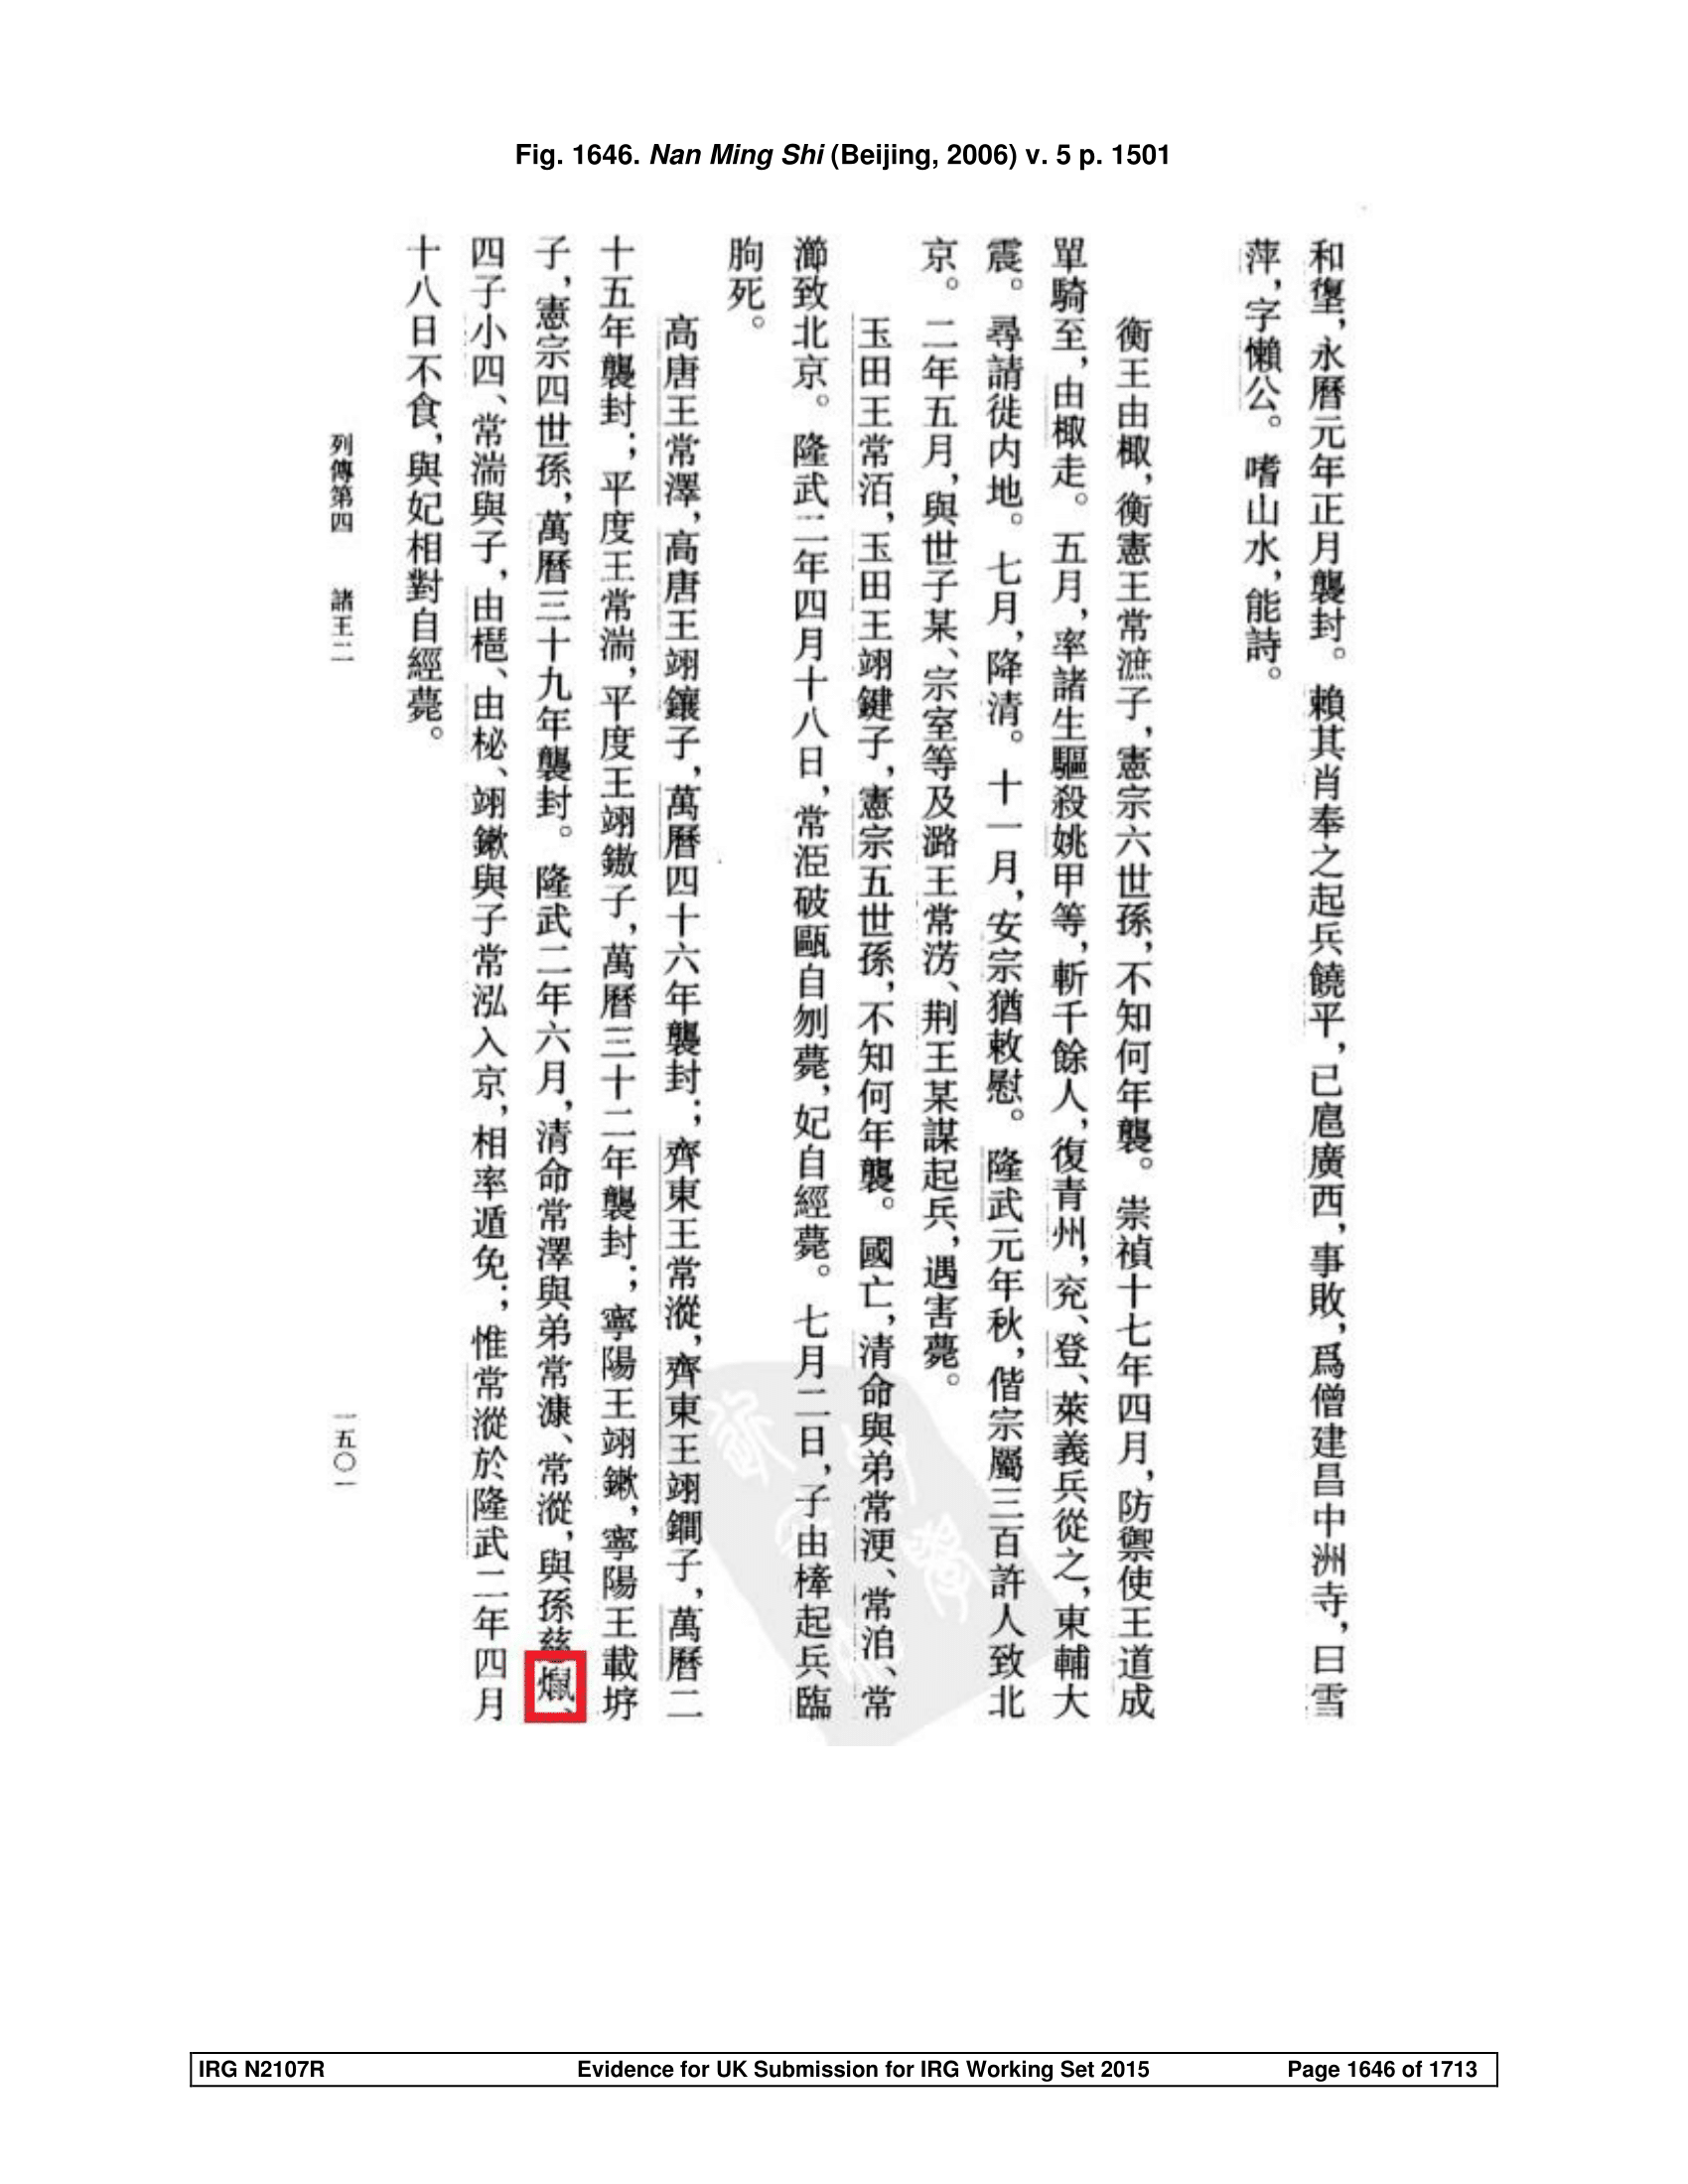 Fig. 1646. Nan Ming Shi (Beijing, 2006) v. 5 p. 1501
和𡐤，永曆元年正月襲封。賴其肖奉之起兵饒平，已扈廣西，事敗，爲僧建昌中洲寺，曰雪
萍，字懶公。嗜山水，能詩。
衡王由棷，衡憲王常㵂子，憲宗六世孫，不知何年襲。崇禎十七年四月，防禦使王道成
單騎至，由棷走。五月，率諸生驅殺姚甲等，斬千餘人，復青州，兗、登、萊義兵從之，東輔大
震。尋請徙内地。七月，降清。十一月，安宗猶敕慰。隆武元年秋，偕宗屬三百許人致北
京。二年五月，與世子某、宗室等及潞王常淓、荆王某謀起兵，遇害薨。
玉田王常洦，玉田王翊鍵子，憲宗五世孫，不知何年襲。國亡，清命與弟常㴜、常洎、常
㵐致北京。隆武二年四月十八日，常洍破甌自刎薨，妃自經薨。七月二日，子由樟起兵臨
朐死。
高唐王常澤，高唐王翊鑲子，萬曆四十六年襲封；齊東王常瀠，齊東王翊鐧子，萬曆二
十五年襲封；平度王常湍，平度王翊鏾子，萬曆三十二年襲封；寧陽王翊鏉，寧陽王載垿
子，憲宗四世孫，萬曆三十九年襲封。隆武二年六月，清命常澤與弟常漮、常漎，與孫慈㸊、
四子小四、常湍與子，由㮙、由柲、翊鏉與子常泓入京，相率遁免；惟常漎於隆武二年四月
十八日不食，與妃相對自經薨。
列傳第四 諸王二
一五〇一
IRG N2107R Evidence for UK Submission for IRG Working Set 2015 Page 1646 of 1713